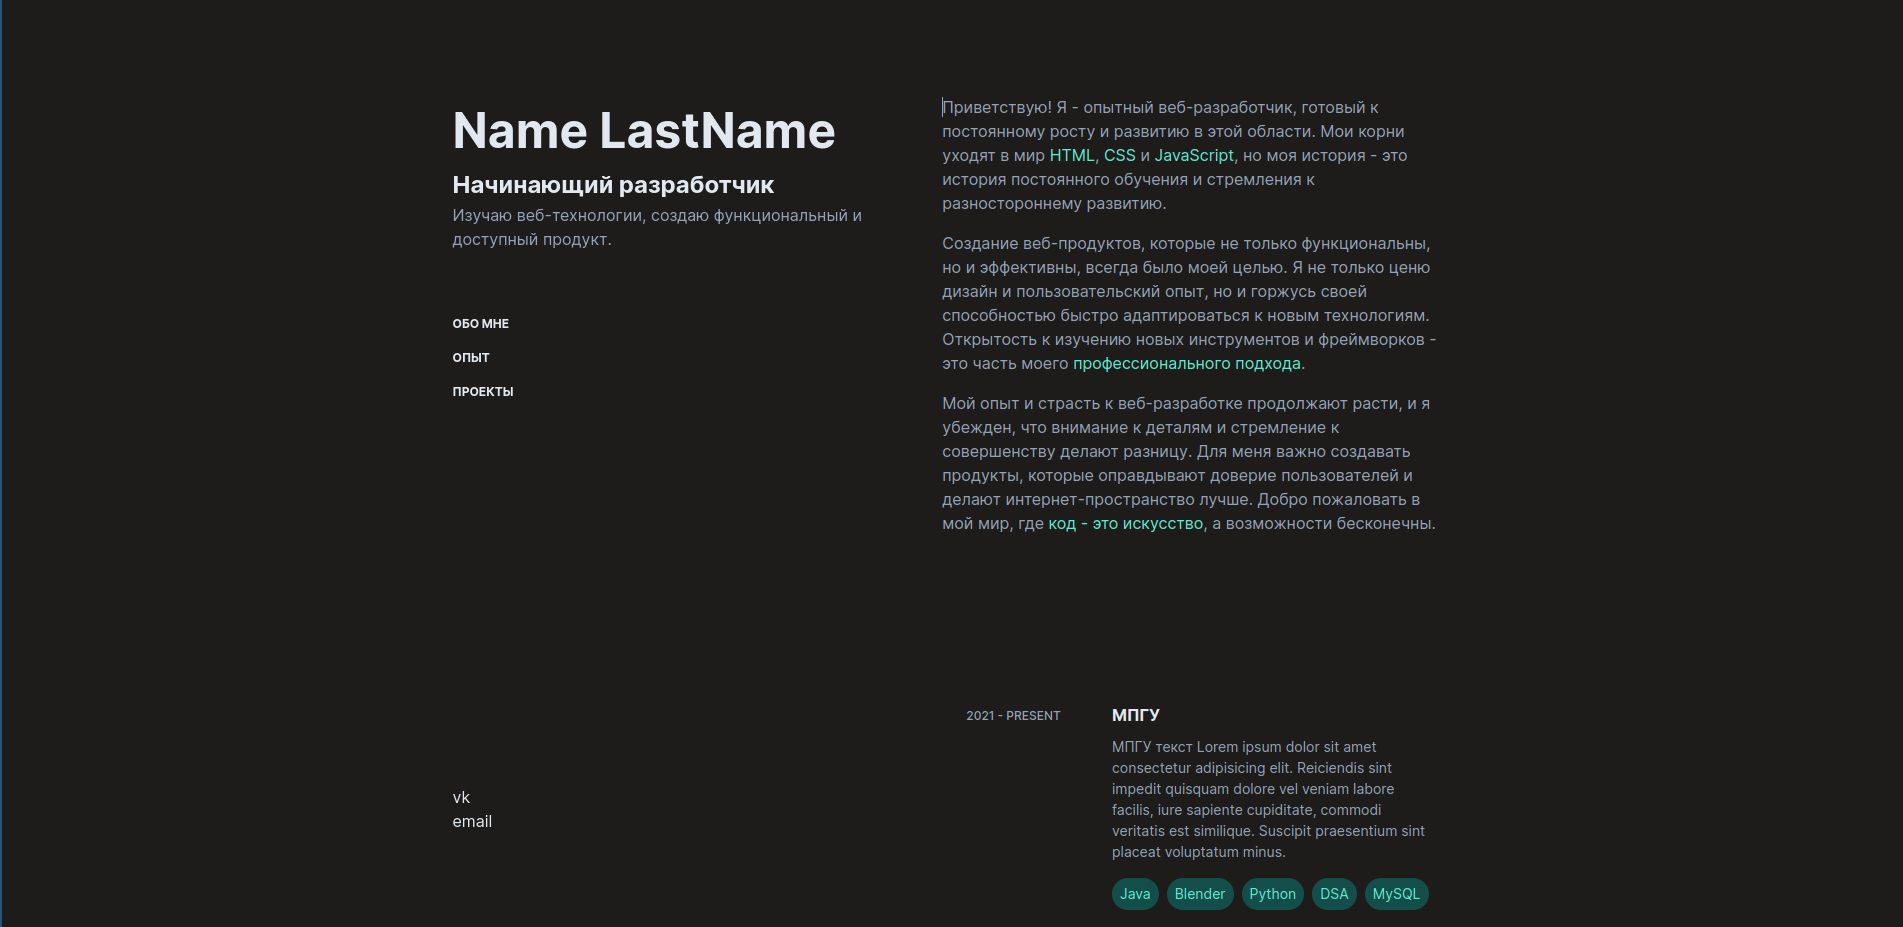 Name LastName
Начинающий разработчик
Изучаю веб-технологии, создаю функциональный и
доступный продукт.
ОБО МНЕ
ОПЫТ
ПРОЕКТЫ
vk
email
Приветствую! Я - опытный веб-разработчик, готовый к
постоянному росту и развитию в этой области. Мои корни
уходят в мир HTML, CSS и JavaScript, но моя история - это
история постоянного обучения и стремления к
разностороннему развитию.
Создание веб-продуктов, которые не только функциональны,
но и эффективны, всегда было моей целью. Я не только ценю
дизайн и пользовательский опыт, но и горжусь своей
способностью быстро адаптироваться к новым технологиям.
Открытость к изучению новых инструментов и фреймворков -
это часть моего профессионального подхода.
Мой опыт и страсть к веб-разработке продолжают расти, и я
убежден, что внимание к деталям и стремление к
совершенству делают разницу. Для меня важно создавать
продукты, которые оправдывают доверие пользователей и
делают интернет-пространство лучше. Добро пожаловать в
мой мир, где код - это искусство, а возможности бесконечны.
2021 - PRESENT
МПГУ
МПГУ текст Lorem ipsum dolor sit amet
consectetur adipisicing elit. Reiciendis sint
impedit quisquam dolore vel veniam labore
facilis, iure sapiente cupiditate, commodi
veritatis est similique. Suscipit praesentium sint
placeat voluptatum minus.
Java Blender Python DSA MySQL